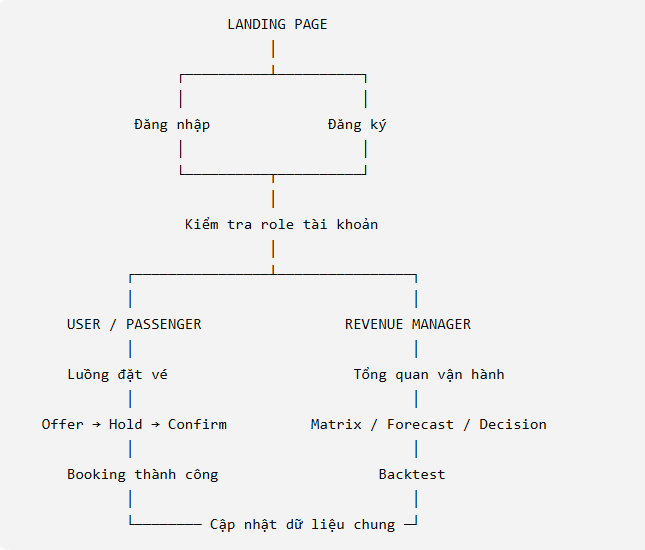 LANDING PAGE
Đăng nhập Đăng ký
Kiểm tra role tài khoản
USER / PASSENGER REVENUE MANAGER
Luồng đặt vé Tổng quan vận hành
Offer → Hold → Confirm Matrix / Forecast / Decision
Booking thành công Backtest
Cập nhật dữ liệu chung